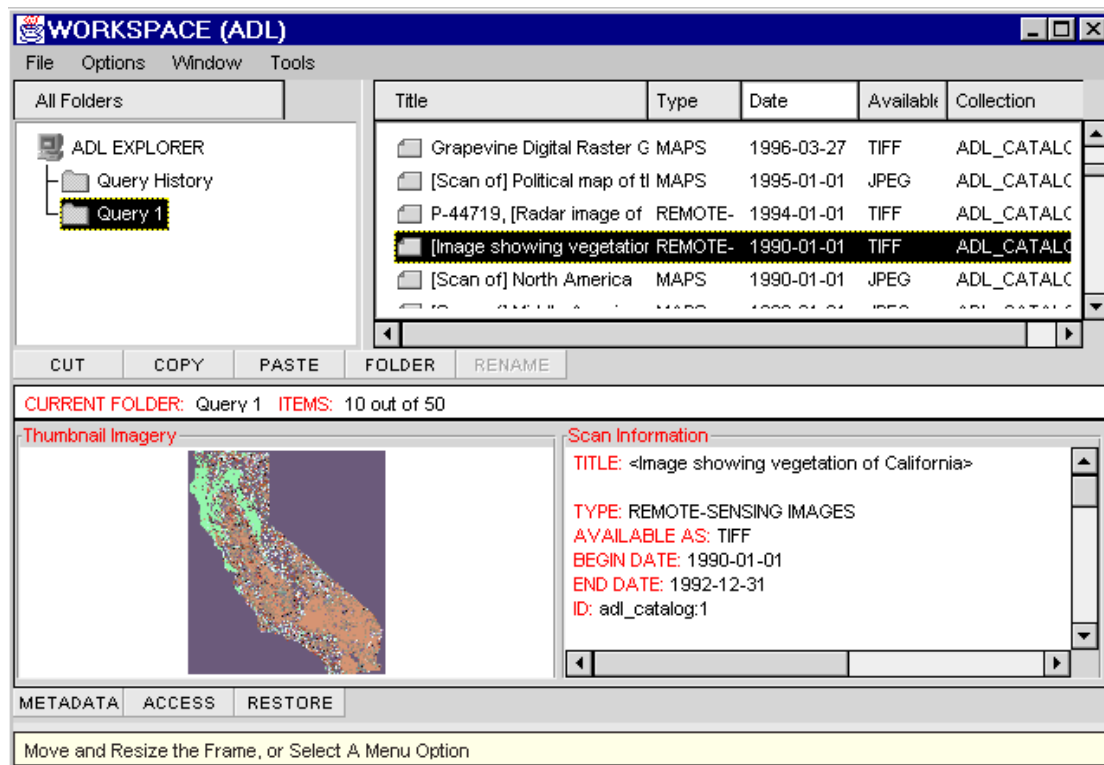 WORKSPACE (ADL)
File Options Window Tools
All Folders
ADL EXPLORER
Query History
Query 1
Title Type Date Available Collection
Grapevine Digital Raster G MAPS 1996-03-27 TIFF ADL_CATALC
[Scan of] Political map of tl MAPS 1995-01-01 JPEG ADL_CATALC
P-44719, [Radar image of REMOTE- 1994-01-01 TIFF ADL_CATALC
[Image showing vegetation REMOTE- 1990-01-01 TIFF ADL_CATALC
[Scan of] North America MAPS 1990-01-01 JPEG ADL_CATALC
CUT COPY PASTE FOLDER RENAME
CURRENT FOLDER: Query 1 ITEMS: 10 out of 50
Thumbnail Imagery
Scan Information
TITLE: <Image showing vegetation of California>
TYPE: REMOTE-SENSING IMAGES
AVAILABLE AS: TIFF
BEGIN DATE: 1990-01-01
END DATE: 1992-12-31
ID: adl_catalog:1
METADATA ACCESS RESTORE
Move and Resize the Frame, or Select A Menu Option